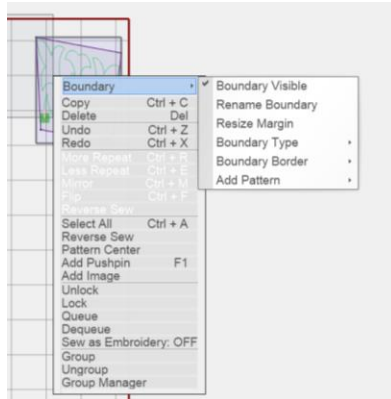 Boundary
Copy Ctrl + C
Delete Del
Undo Ctrl + Z
Redo Ctrl + X
More Repeat Ctrl + R
Less Repeat Ctrl + E
Mirror Ctrl + M
Flip Ctrl + F
Reverse Sew
Select All Ctrl + A
Reverse Sew
Pattern Center
Add Pushpin F1
Add Image
Unlock
Lock
Queue
Dequeue
Sew as Embroidery: OFF
Group
Ungroup
Group Manager
Boundary Visible
Rename Boundary
Resize Margin
Boundary Type
Boundary Border
Add Pattern